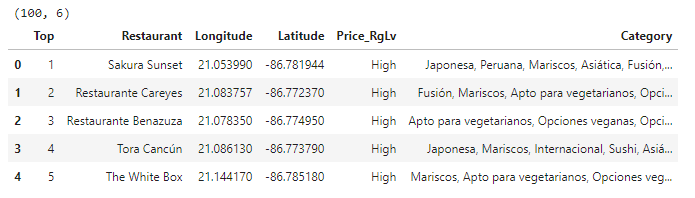 (100, 6)
Top Restaurant Longitude Latitude Price_RgLv Category
0 1 Sakura Sunset 21.053990 -86.781944 High Japonesa, Peruana, Mariscos, Asiática, Fusión,...
1 2 Restaurante Careyes 21.083757 -86.772370 High Fusión, Mariscos, Apto para vegetarianos, Opci...
2 3 Restaurante Benazuza 21.078350 -86.774950 High Apto para vegetarianos, Opciones veganas, Opci...
3 4 Tora Cancún 21.086130 -86.773790 High Japonesa, Mariscos, Internacional, Sushi, Asiá...
4 5 The White Box 21.144170 -86.785180 High Mariscos, Apto para vegetarianos, Opciones veg...